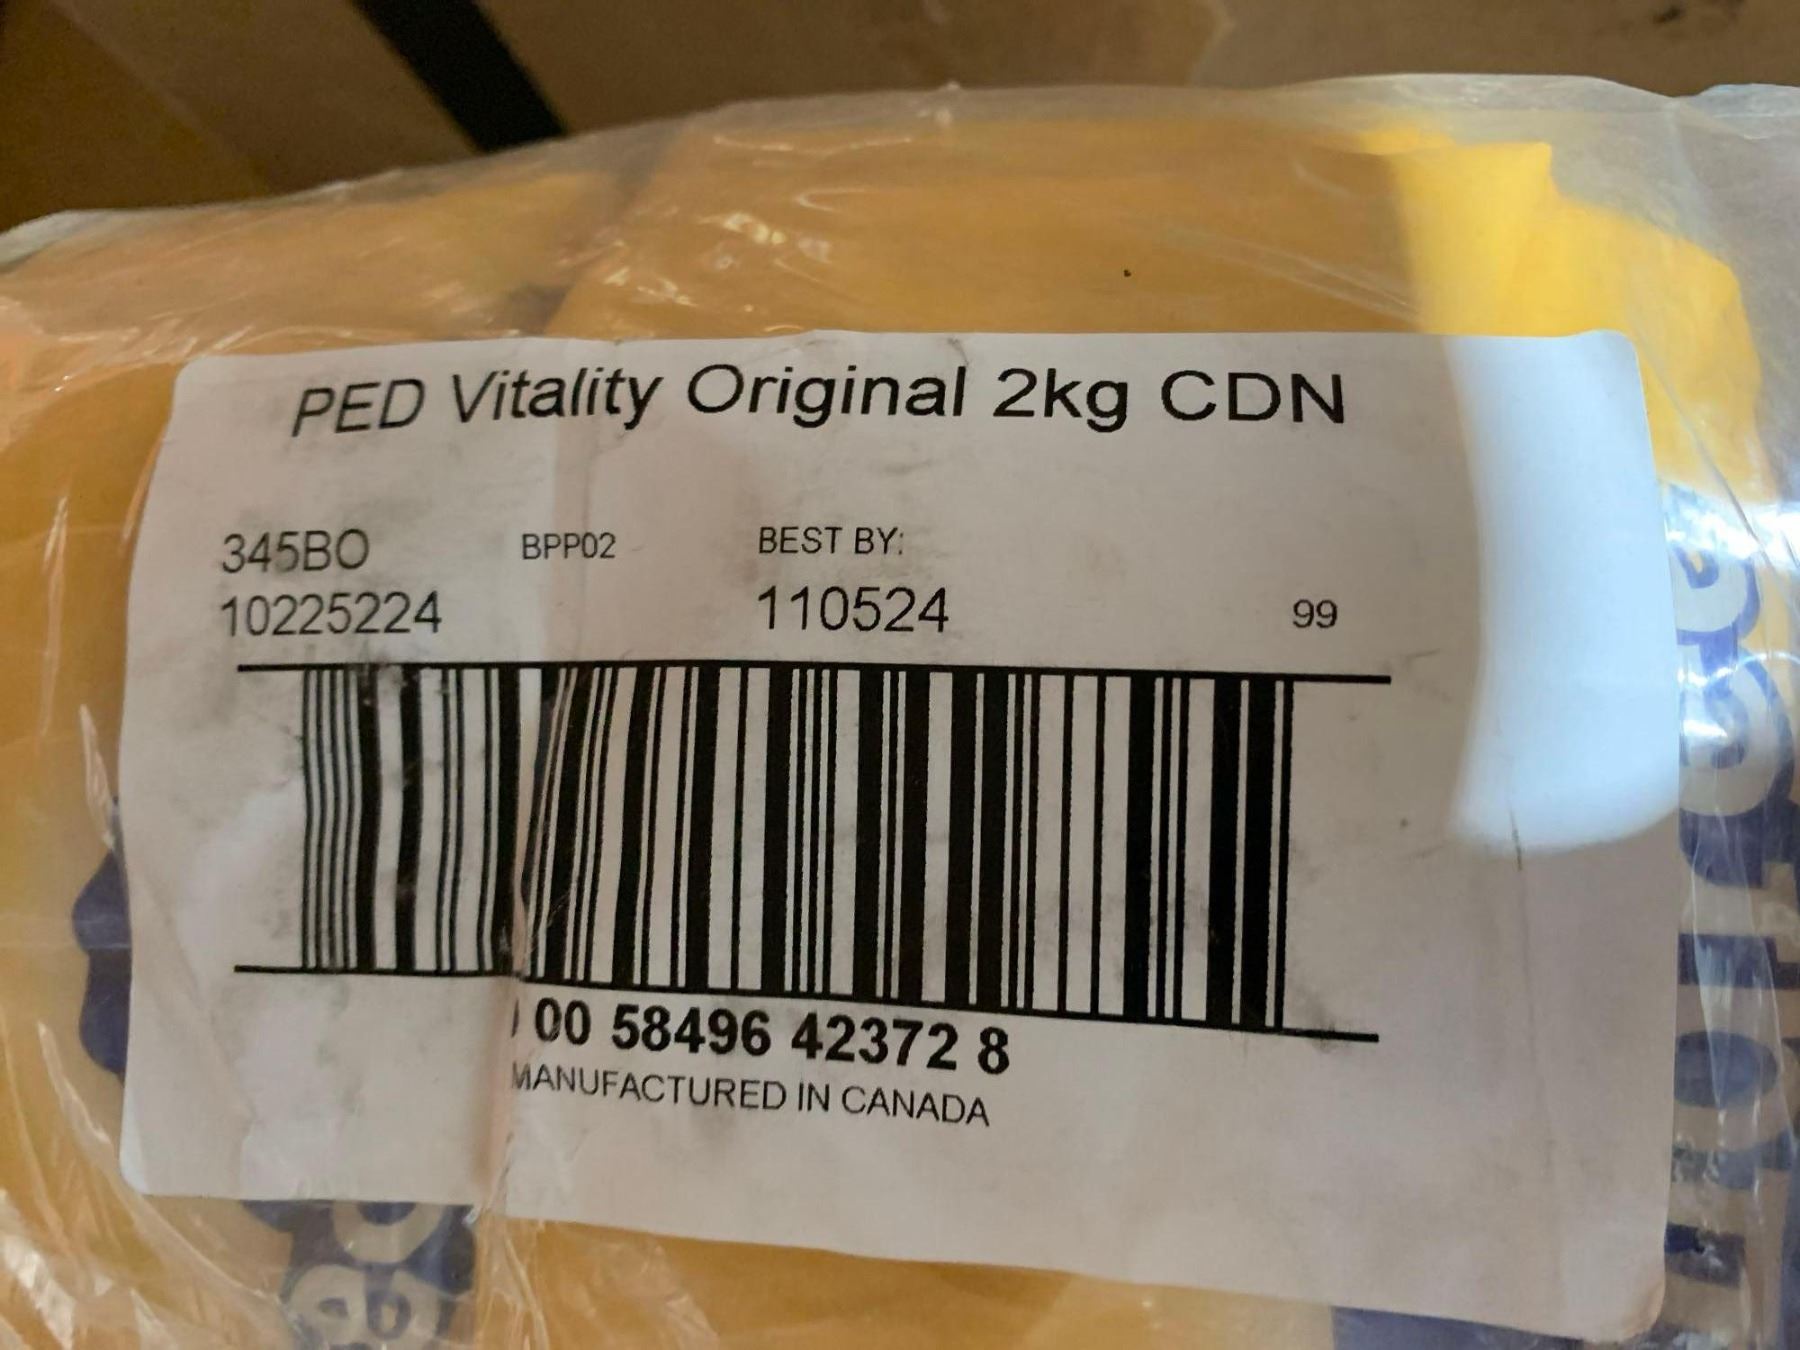 PED Vitality Original 2kg CDN
345BO BPP02 BEST BY:
10225224 110524 99
00 58496 42372 8
MANUFACTURED IN CANADA